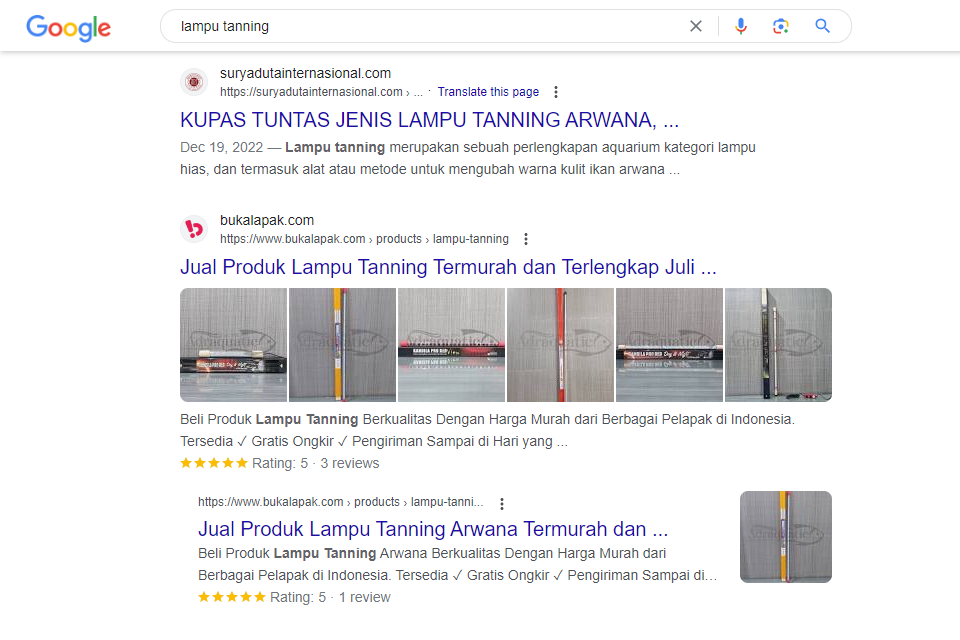 Google
lampu tanning
suryadutainternasional.com
https://suryadutainternasional.com › ... · Translate this page
KUPAS TUNTAS JENIS LAMPU TANNING ARWANA, ...
Dec 19, 2022 — Lampu tanning merupakan sebuah perlengkapan aquarium kategori lampu
hias, dan termasuk alat atau metode untuk mengubah warna kulit ikan arwana ...
bukalapak.com
https://www.bukalapak.com › products › lampu-tanning
Jual Produk Lampu Tanning Termurah dan Terlengkap Juli ...
Beli Produk Lampu Tanning Berkualitas Dengan Harga Murah dari Berbagai Pelapak di Indonesia.
Tersedia ✓ Gratis Ongkir ✓ Pengiriman Sampai di Hari yang ...
Rating: 5 · 3 reviews
https://www.bukalapak.com › products › lampu-tanni...
Jual Produk Lampu Tanning Arwana Termurah dan ...
Beli Produk Lampu Tanning Arwana Berkualitas Dengan Harga Murah dari
Berbagai Pelapak di Indonesia. Tersedia ✓ Gratis Ongkir ✓ Pengiriman Sampai di...
Rating: 5 · 1 review